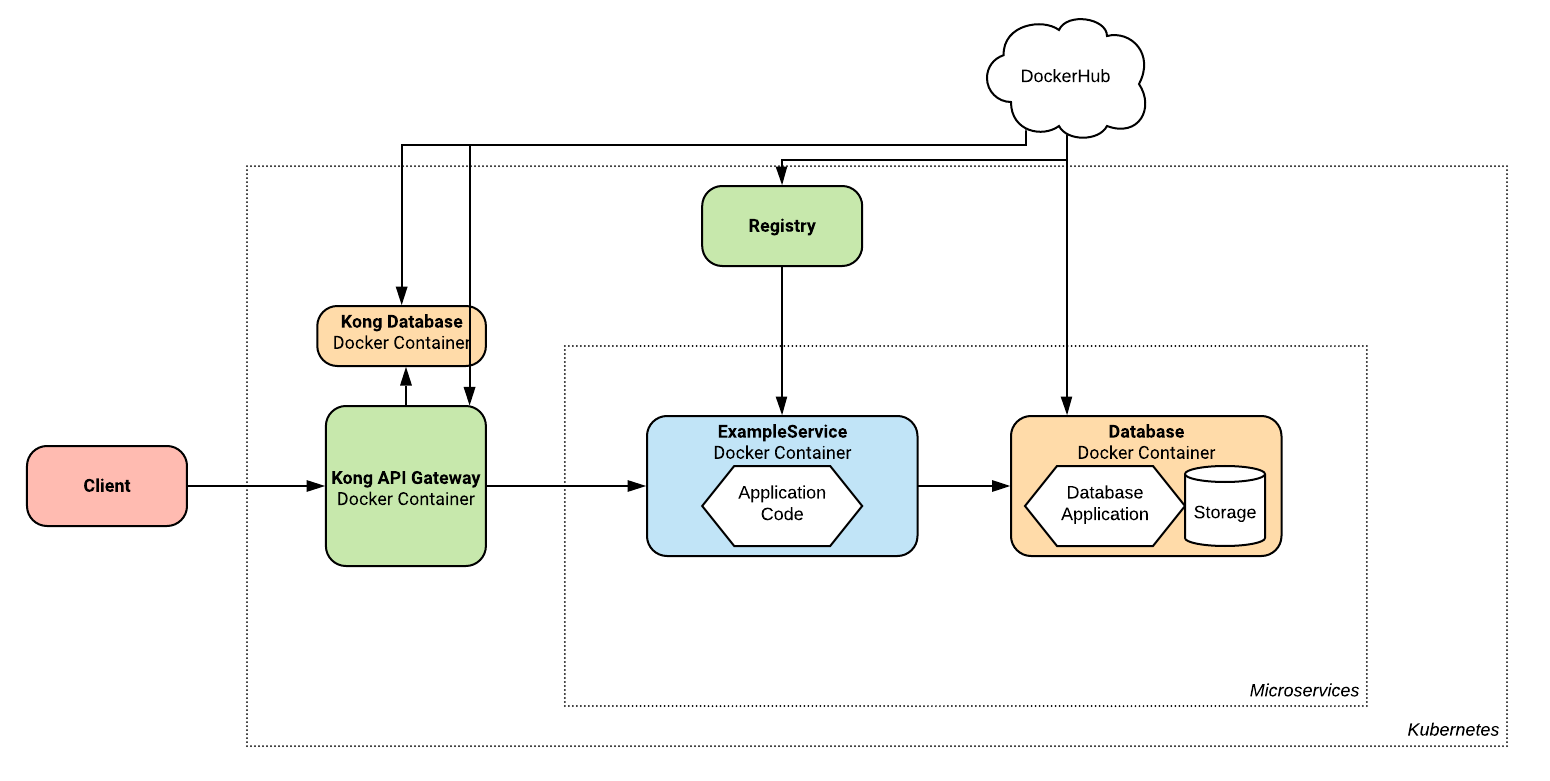 DockerHub
Registry
Kong Database
Docker Container
Client
Kong API Gateway
Docker Container
ExampleService
Docker Container
Application
Code
Database
Docker Container
Database
Application
Storage
Microservices
Kubernetes